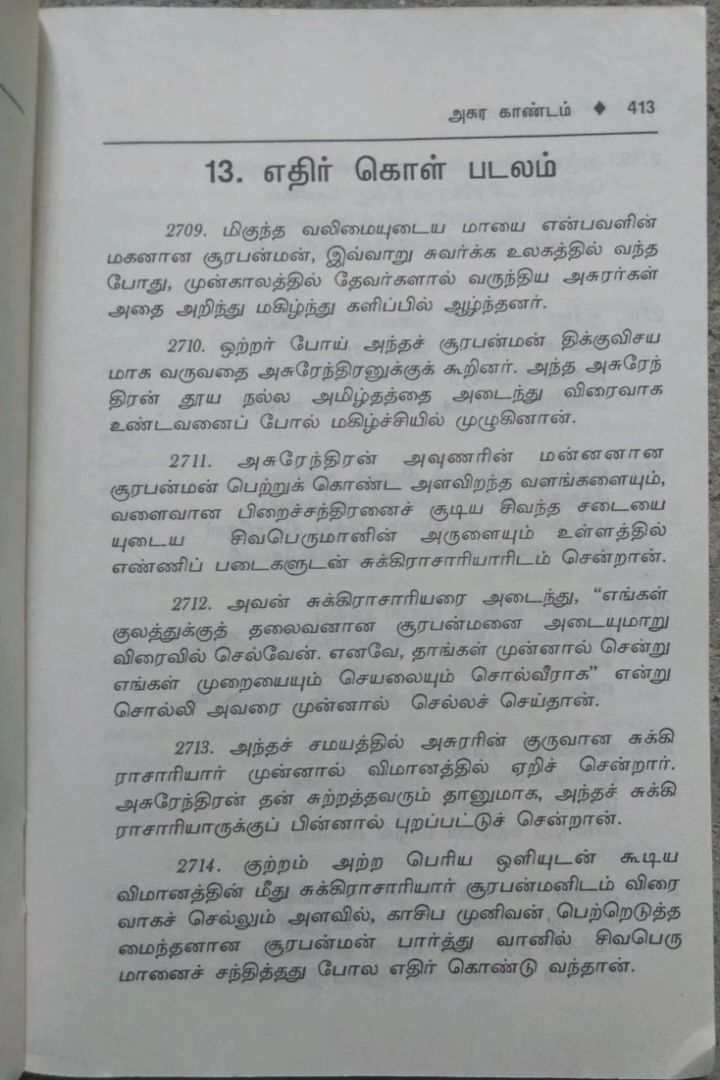 அசுர காண்டம் ◆ 413
13. எதிர் கொள் படலம்
2709. மிகுந்த வலிமையுடைய மாயை என்பவளின்
மகனான சூரபன்மன், இவ்வாறு சுவர்க்க உலகத்தில் வந்த
போது, முன்காலத்தில் தேவர்களால் வருந்திய அசுரர்கள்
அதை அறிந்து மகிழ்ந்து களிப்பில் ஆழ்ந்தனர்.
2710. ஒற்றர் போய் அந்தச் சூரபன்மன் திக்குவிசய
மாக வருவதை அசுரேந்திரனுக்குக் கூறினர். அந்த அசுரேந்
திரன் தூய நல்ல அமிழ்தத்தை அடைந்து விரைவாக
உண்டவனைப் போல் மகிழ்ச்சியில் முழுகினான்.
2711. அசுரேந்திரன் அவுணரின் மன்னனான
சூரபன்மன் பெற்றுக் கொண்ட அளவிறந்த வளங்களையும்,
வளைவான பிறைச்சந்திரனைச் சூடிய சிவந்த சடையை
யுடைய சிவபெருமானின் அருளையும் உள்ளத்தில்
எண்ணிப் படைகளுடன் சுக்கிராசாரியாரிடம் சென்றான்.
2712. அவன் சுக்கிராசாரியரை அடைந்து, “எங்கள்
குலத்துக்குத் தலைவனான சூரபன்மனை அடையுமாறு
விரைவில் செல்வேன். எனவே, தாங்கள் முன்னால் சென்று
எங்கள் முறையையும் செயலையும் சொல்வீராக” என்று
சொல்லி அவரை முன்னால் செல்லச் செய்தான்.
2713. அந்தச் சமயத்தில் அசுரரின் குருவான சுக்கி
ராசாரியார் முன்னால் விமானத்தில் ஏறிச் சென்றார்.
அசுரேந்திரன் தன் சுற்றத்தவரும் தானுமாக, அந்தச் சுக்கி
ராசாரியாருக்குப் பின்னால் புறப்பட்டுச் சென்றான்.
2714. குற்றம் அற்ற பெரிய ஒளியுடன் கூடிய
விமானத்தின் மீது சுக்கிராசாரியார் சூரபன்மனிடம் விரை
வாகச் செல்லும் அளவில், காசிப முனிவன் பெற்றெடுத்த
மைந்தனான சூரபன்மன் பார்த்து வானில் சிவபெரு
மானைச் சந்தித்தது போல எதிர் கொண்டு வந்தான்.